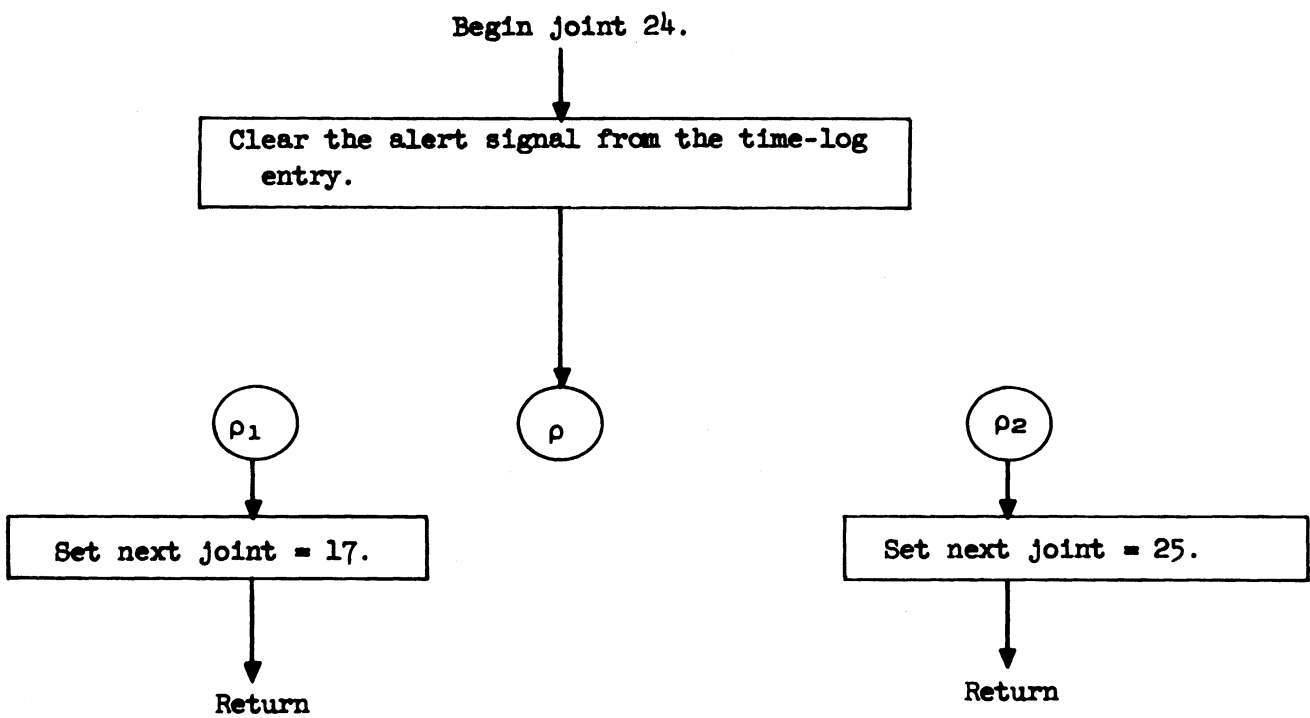 Begin joint 24.
Clear the alert signal from the time-log
entry.
ρ1
ρ
ρ2
Set next joint = 17.
Set next joint = 25.
Return
Return